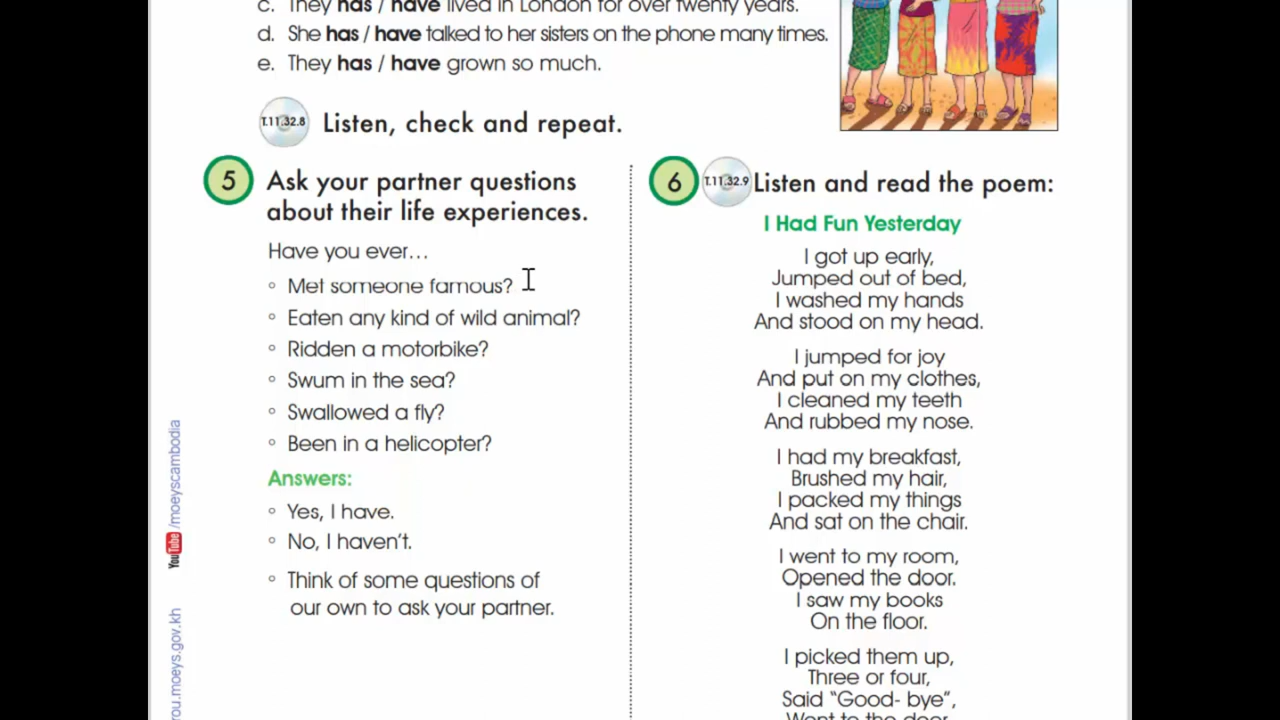 c. They has / have lived in London for over twenty years.
d. She has / have talked to her sisters on the phone many times.
e. They has / have grown so much.
T.11.32.8 Listen, check and repeat.
5 Ask your partner questions
about their life experiences.
Have you ever...
Met someone famous?
Eaten any kind of wild animal?
Ridden a motorbike?
Swum in the sea?
Swallowed a fly?
Been in a helicopter?
Answers:
Yes, I have.
No, I haven't.
Think of some questions of
our own to ask your partner.
6 T.11.32.9 Listen and read the poem:
I Had Fun Yesterday
I got up early,
Jumped out of bed,
I washed my hands
And stood on my head.
I jumped for joy
And put on my clothes,
I cleaned my teeth
And rubbed my nose.
I had my breakfast,
Brushed my hair,
I packed my things
And sat on the chair.
I went to my room,
Opened the door.
I saw my books
On the floor.
I picked them up,
Three or four,
Said "Good- bye",
Went to the door
YouTube /moeyscambodia
rou.moeys.gov.kh